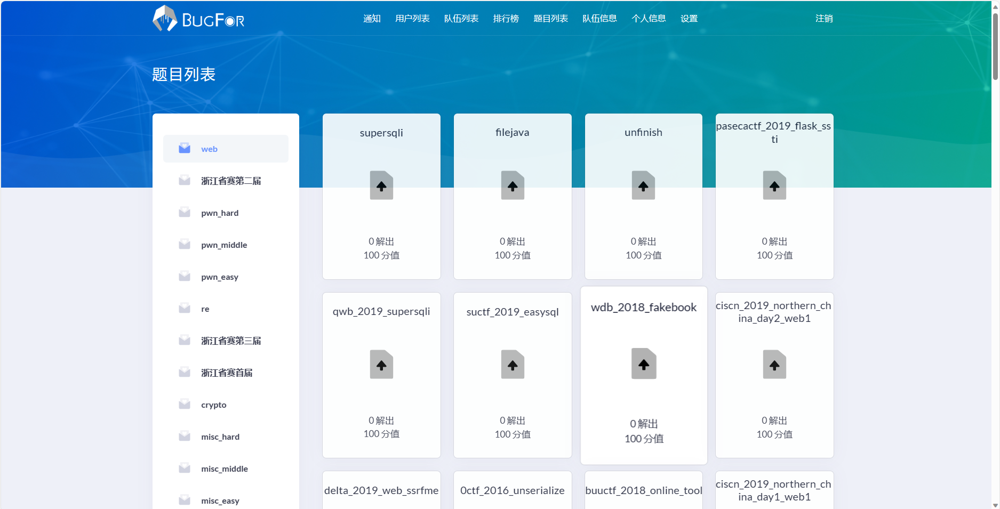 BugFor
通知 用户列表 队伍列表 排行榜 题目列表 队伍信息 个人信息 设置 注销
题目列表
web
浙江省赛第二届
pwn_hard
pwn_middle
pwn_easy
re
浙江省赛第三届
浙江省赛首届
crypto
misc_hard
misc_middle
misc_easy
supersqli
0 解出
100 分值
filejava
0 解出
100 分值
unfinish
0 解出
100 分值
pasecactf_2019_flask_ss
ti
0 解出
100 分值
qwb_2019_supersqli
0 解出
100 分值
suctf_2019_easysql
0 解出
100 分值
wdb_2018_fakebook
0 解出
100 分值
ciscn_2019_northern_ch
ina_day2_web1
0 解出
100 分值
delta_2019_web_ssrfme
0ctf_2016_unserialize
buuctf_2018_online_tool
ciscn_2019_northern_ch
ina_day1_web1